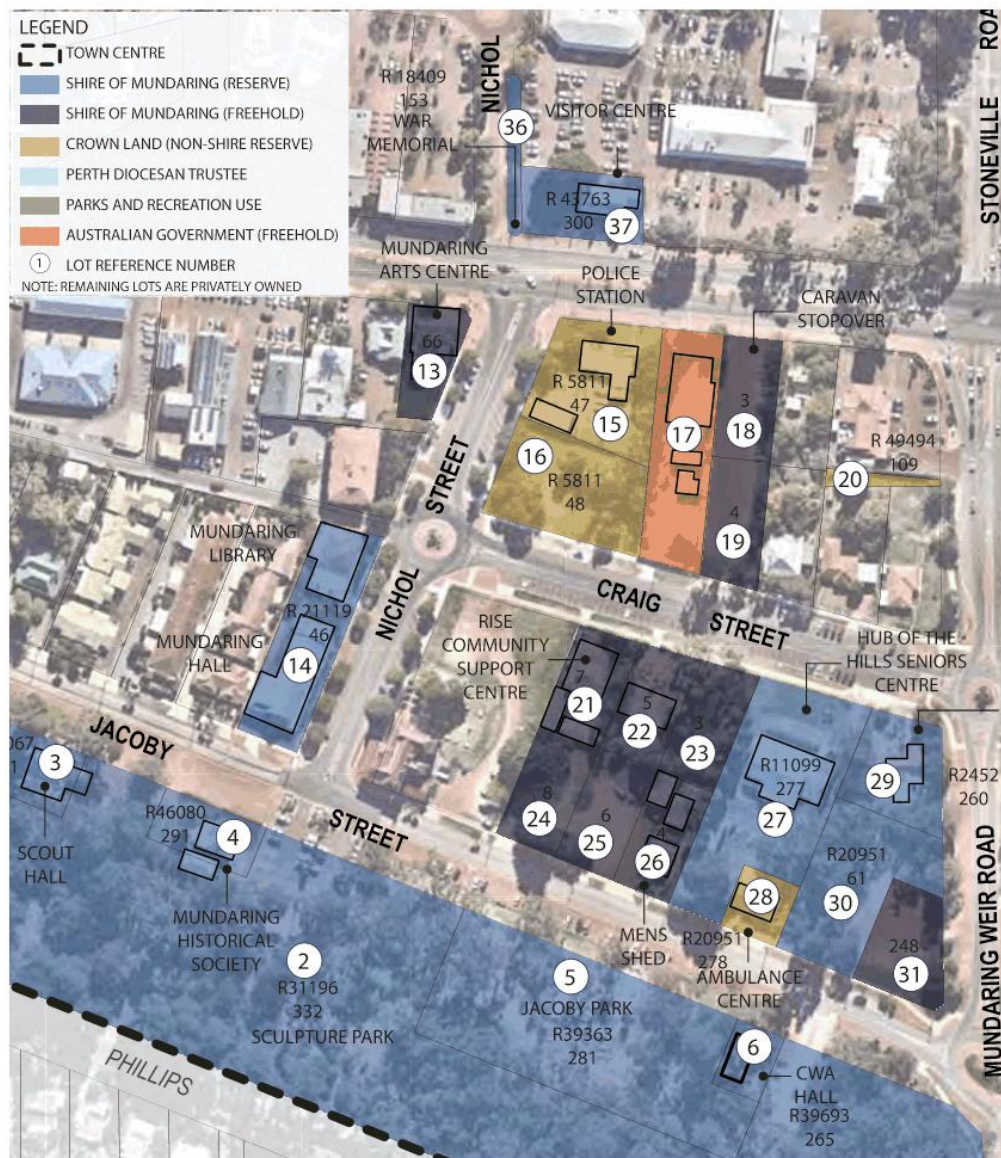 LEGEND
TOWN CENTRE
SHIRE OF MUNDARING (RESERVE)
SHIRE OF MUNDARING (FREEHOLD)
CROWN LAND (NON-SHIRE RESERVE)
PERTH DIOCESAN TRUSTEE
PARKS AND RECREATION USE
AUSTRALIAN GOVERNMENT (FREEHOLD)
1 LOT REFERENCE NUMBER
NOTE: REMAINING LOTS ARE PRIVATELY OWNED
NICHOL
STONEVILLE ROA
R 18409
153
WAR
MEMORIAL
36
VISITOR CENTRE
R 43763
300
37
MUNDARING
ARTS CENTRE
66
13
POLICE
STATION
CARAVAN
STOPOVER
R 5811
47
15
16
R 5811
48
17
3
18
4
19
R 49494
109
20
STREET
NICHOL
CRAIG
STREET
MUNDARING
LIBRARY
R 21119
46
MUNDARING
HALL
14
RISE
COMMUNITY
SUPPORT
CENTRE
HUB OF THE
HILLS SENIORS
CENTRE
7
21
5
22
3
23
8
24
6
25
4
26
R11099
277
27
28
29
R2452
260
R20951
61
30
248
31
JACOBY
STREET
067
1
3
SCOUT
HALL
R46080
291
4
MUNDARING
HISTORICAL
SOCIETY
MENS
SHED
R20951
278
AMBULANCE
CENTRE
2
R31196
332
SCULPTURE PARK
5
JACOBY PARK
R39363
281
6
CWA
HALL
R39693
265
MUNDARING WEIR ROAD
PHILLIPS